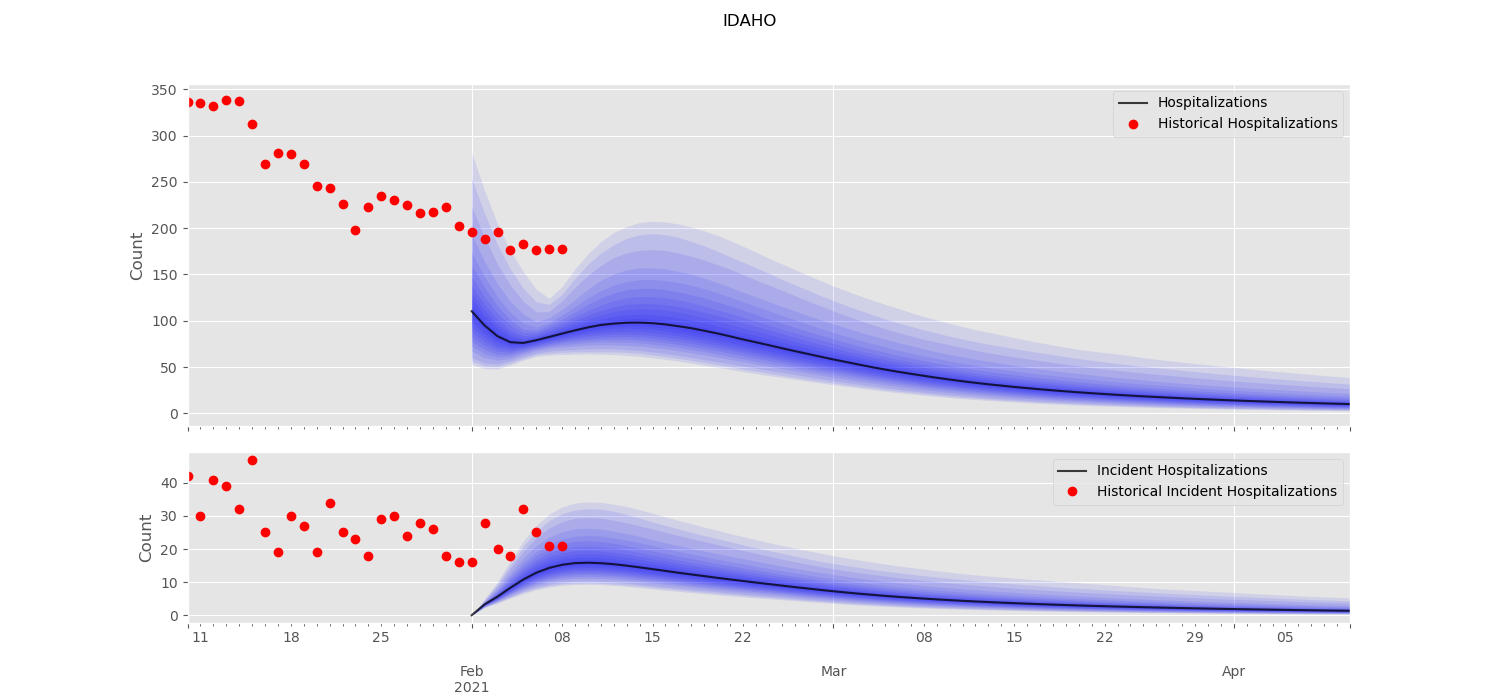 IDAHO
350
300
250
200
150
100
50
0
Count
Hospitalizations
Historical Hospitalizations
40
30
20
10
0
Count
Incident Hospitalizations
Historical Incident Hospitalizations
11 18 25 08 15 22 08 15 22 29 05
Feb Mar Apr
2021